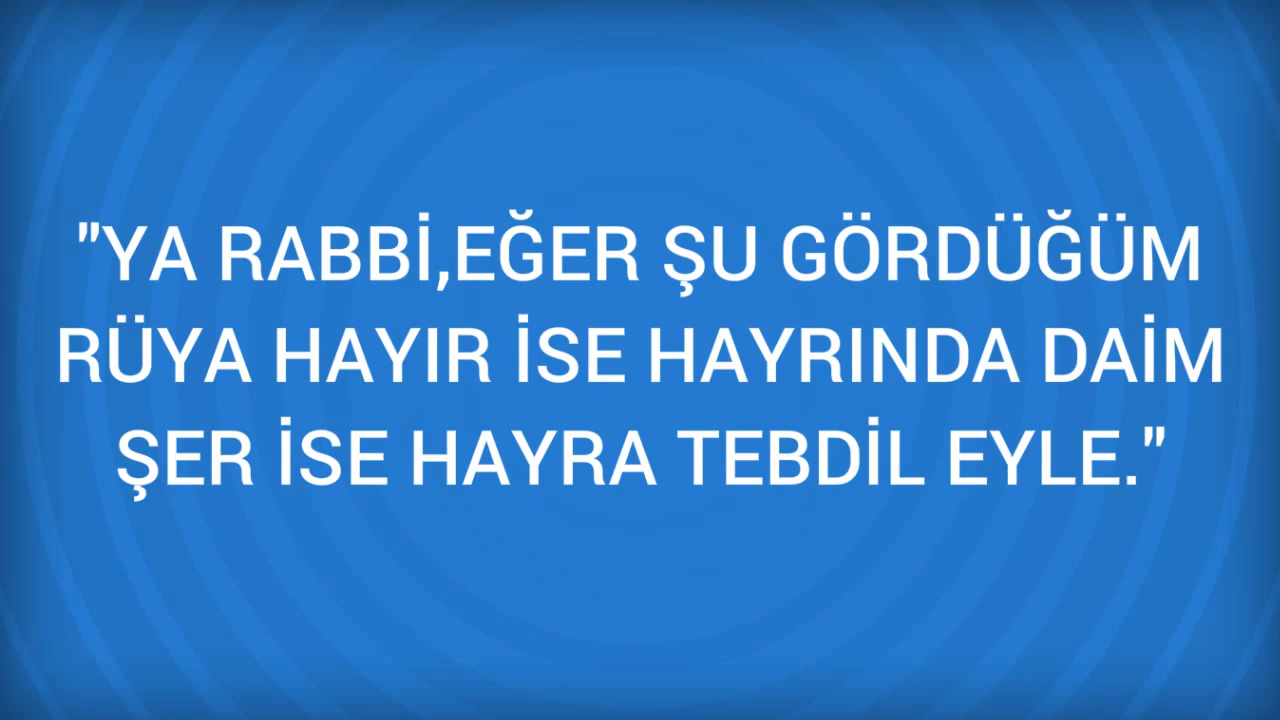 "YA RABBİ,EĞER ŞU GÖRDÜĞÜM
RÜYA HAYIR İSE HAYRINDA DAİM
ŞER İSE HAYRA TEBDİL EYLE."